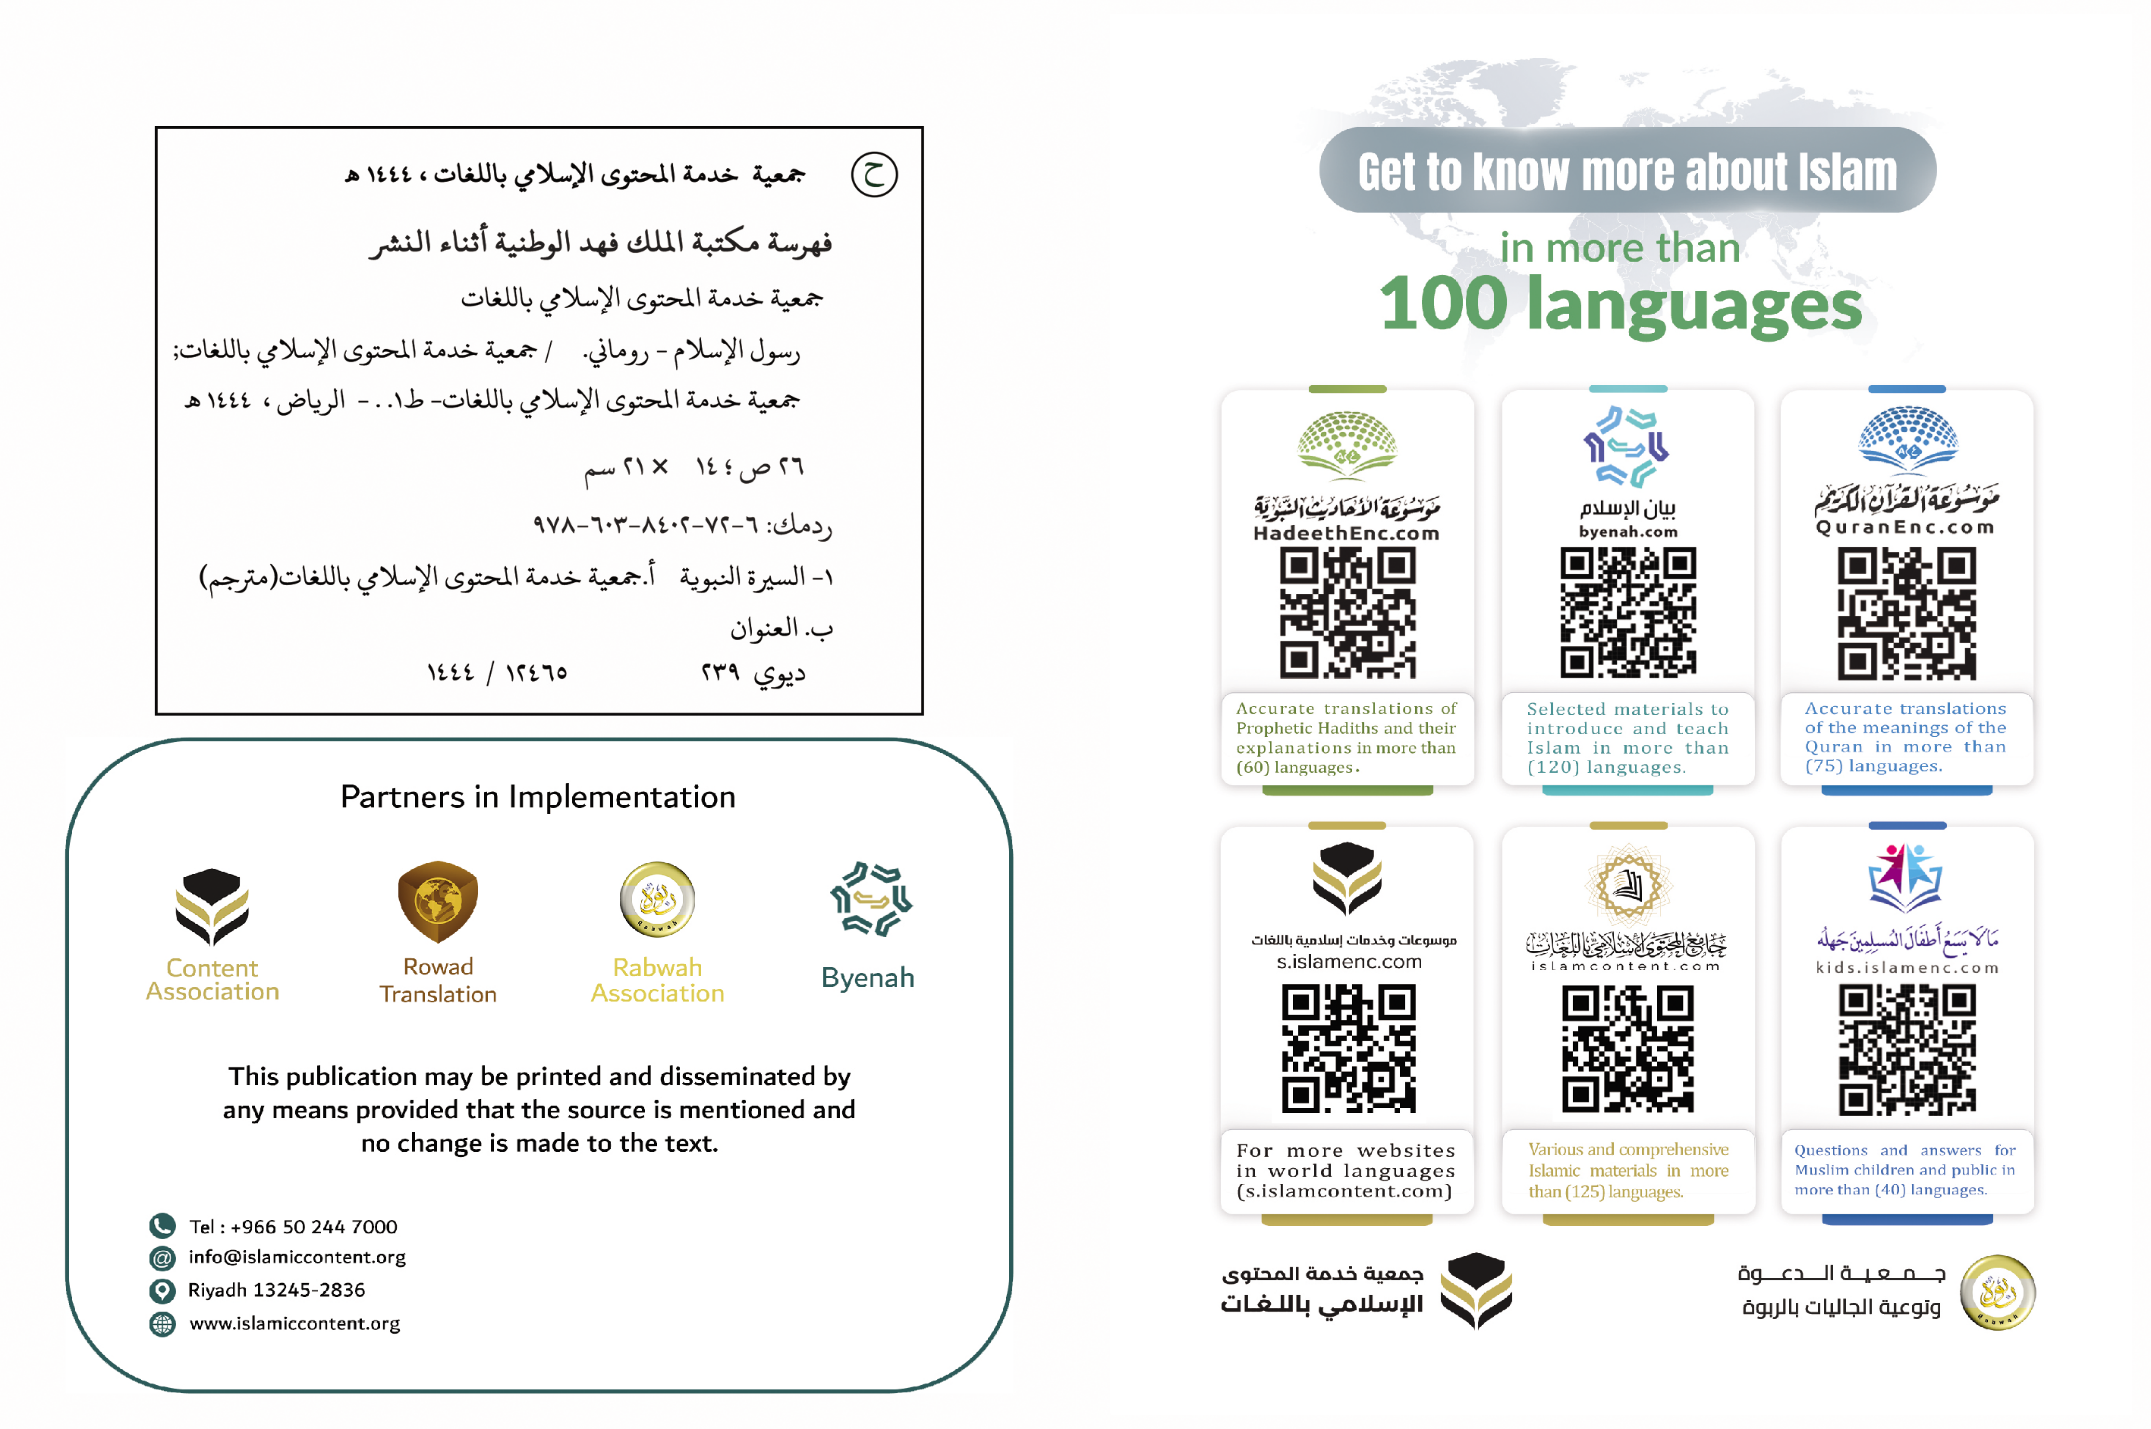 ح
جمعية خدمة المحتوى الإسلامي باللغات ، ١٤٤٤ هـ
فهرسة مكتبة الملك فهد الوطنية أثناء النشر
جمعية خدمة المحتوى الإسلامي باللغات
رسول الإسلام - روماني. / جمعية خدمة المحتوى الإسلامي باللغات;
جمعية خدمة المحتوى الإسلامي باللغات- ط١. .- الرياض ، ١٤٤٤ هـ
٢٦ ص ؛ ١٤ × ٢١ سم
ردمك: ٦-٧٢-٨٤٠٢-٦٠٣-٩٧٨
١- السيرة النبوية أ.جمعية خدمة المحتوى الإسلامي باللغات(مترجم)
ب. العنوان
ديوي ٢٣٩ ١٢٤٦٥ / ١٤٤٤
Partners in Implementation
Content
Association
Rowad
Translation
Rabwah
Association
Byenah
This publication may be printed and disseminated by
any means provided that the source is mentioned and
no change is made to the text.
Tel : +966 50 244 7000
info@islamiccontent.org
Riyadh 13245-2836
www.islamiccontent.org
Get to know more about Islam
in more than
100 languages
موسوعة الأحاديث النبوية
HadeethEnc.com
Accurate translations of
Prophetic Hadiths and their
explanations in more than
(60) languages.
بيان الإسلام
byenah.com
Selected materials to
introduce and teach
Islam in more than
(120) languages.
موسوعة القرآن الكريم
QuranEnc.com
Accurate translations
of the meanings of the
Quran in more than
(75) languages.
موسوعات وخدمات إسلامية باللغات
s.islamenc.com
For more websites
in world languages
(s.islamcontent.com)
جامع المحتوى الإسلامي باللغات
islamcontent.com
Various and comprehensive
Islamic materials in more
than (125) languages.
مَا لَا يَسَعُ أَطْفَالَ المُسلِمِينَ جَهلُه
kids.islamenc.com
Questions and answers for
Muslim children and public in
more than (40) languages.
جمعية خدمة المحتوى
الإسلامي باللغات
جـمـعـيـة الـدعـوة
وتوعية الجاليات بالربوة